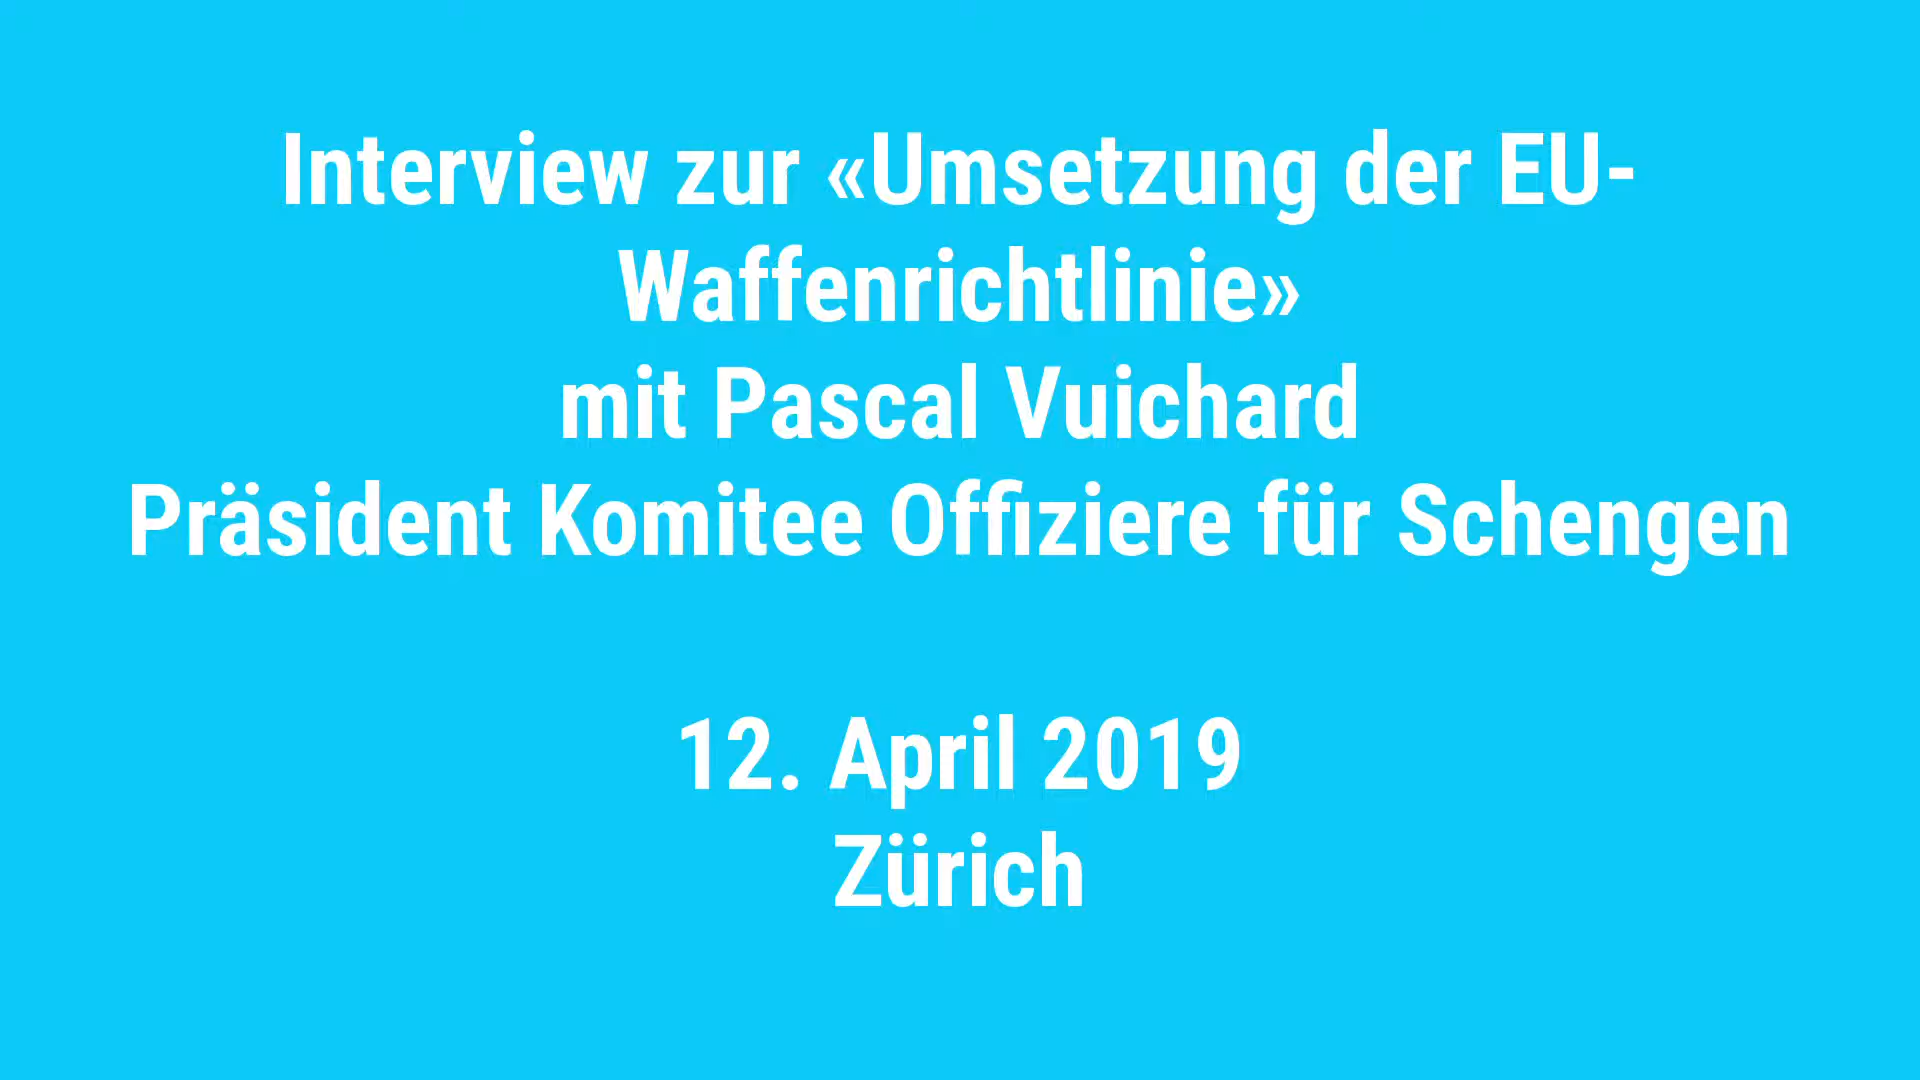 Interview zur «Umsetzung der EU-
Waffenrichtlinie»
mit Pascal Vuichard
Präsident Komitee Offiziere für Schengen
12. April 2019
Zürich